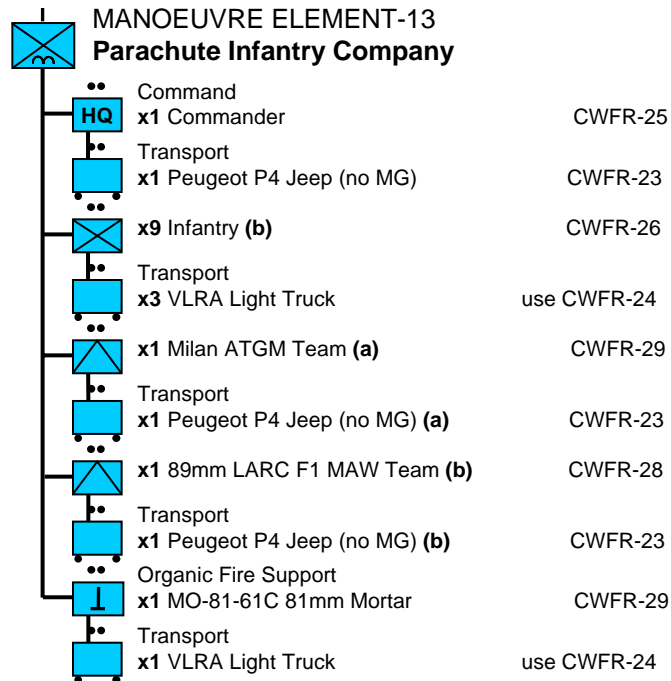 MANOEUVRE ELEMENT-13
Parachute Infantry Company
Command
HQ x1 Commander CWFR-25
Transport
x1 Peugeot P4 Jeep (no MG) CWFR-23
x9 Infantry (b) CWFR-26
Transport
x3 VLRA Light Truck use CWFR-24
x1 Milan ATGM Team (a) CWFR-29
Transport
x1 Peugeot P4 Jeep (no MG) (a) CWFR-23
x1 89mm LARC F1 MAW Team (b) CWFR-28
Transport
x1 Peugeot P4 Jeep (no MG) (b) CWFR-23
Organic Fire Support
x1 MO-81-61C 81mm Mortar CWFR-29
Transport
x1 VLRA Light Truck use CWFR-24